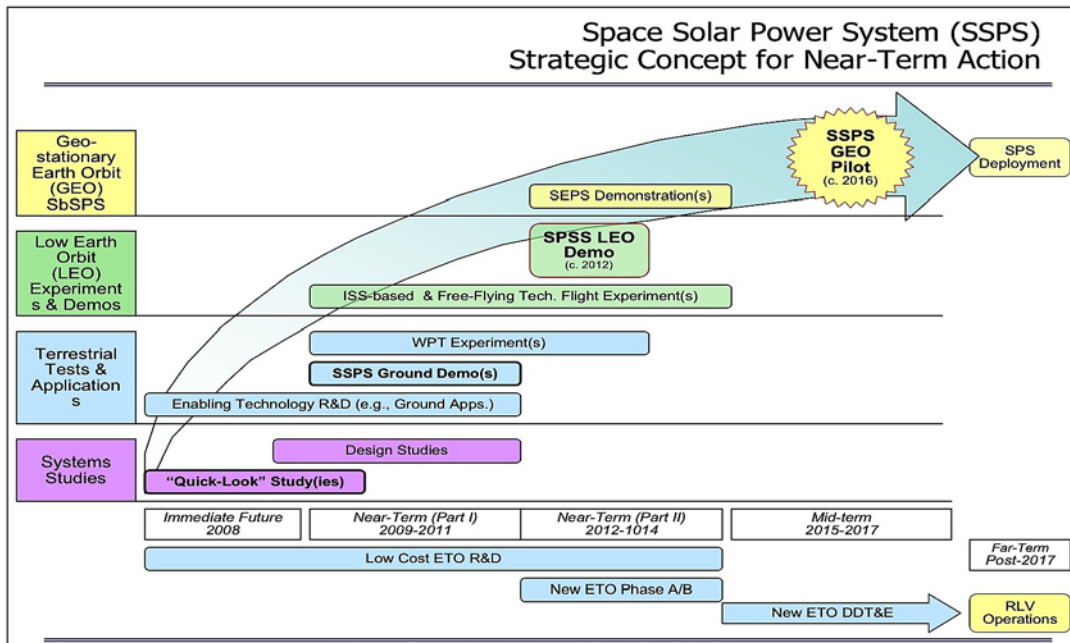 Space Solar Power System (SSPS)
Strategic Concept for Near-Term Action
Geo-
stationary
Earth Orbit
(GEO)
SbSPS
SSPS
GEO
Pilot
(c. 2016)
SPS
Deployment
SEPS Demonstration(s)
Low Earth
Orbit
(LEO)
Experiment
s & Demos
SPSS LEO
Demo
(c. 2012)
ISS-based & Free-Flying Tech. Flight Experiment(s)
Terrestrial
Tests &
Application
s
WPT Experiment(s)
SSPS Ground Demo(s)
Enabling Technology R&D (e.g., Ground Apps.)
Systems
Studies
Design Studies
“Quick-Look” Study(ies)
Immediate Future
2008
Near-Term (Part I)
2009-2011
Near-Term (Part II)
2012-1014
Mid-term
2015-2017
Far-Term
Post-2017
Low Cost ETO R&D
New ETO Phase A/B
New ETO DDT&E
RLV
Operations